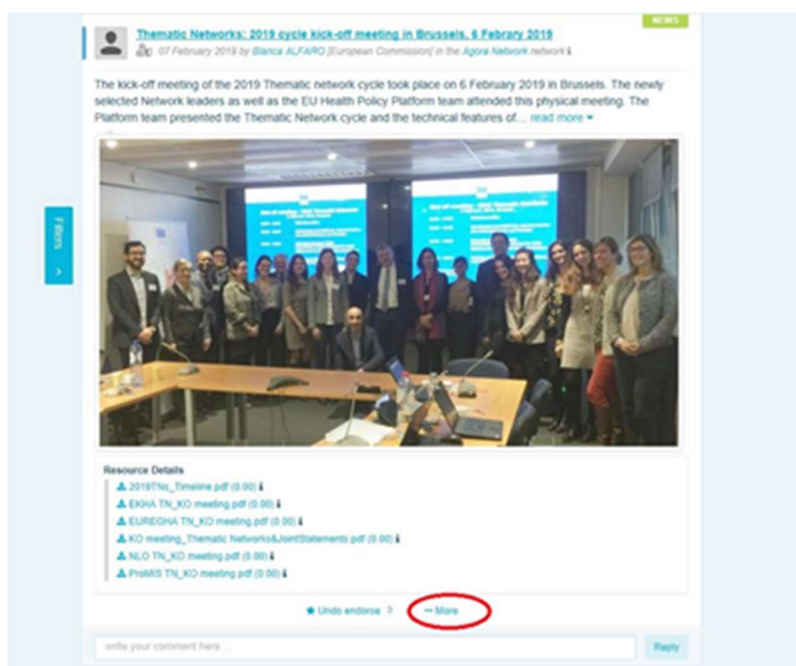 NEWS
Thematic Networks: 2019 cycle kick-off meeting in Brussels, 6 Febrary 2019
07 February 2019 by Blanca ALFARO [European Commission] in the Agora Network network
The kick-off meeting of the 2019 Thematic network cycle took place on 6 February 2019 in Brussels. The newly
selected Network leaders as well as the EU Health Policy Platform team attended this physical meeting. The
Platform team presented the Thematic Network cycle and the technical features of.... read more
Filters
Resource Details
2019TNs_Timeline.pdf (0.00)
EKHA TN_KO meeting.pdf (0.00)
EUREGHA TN_KO meeting.pdf (0.00)
KO meeting_Thematic Networks&JointStatements.pdf (0.00)
NLO TN_KO meeting.pdf (0.00)
ProMIS TN_KO meeting.pdf (0.00)
Undo endorse 3 More
write your comment here ...
Reply